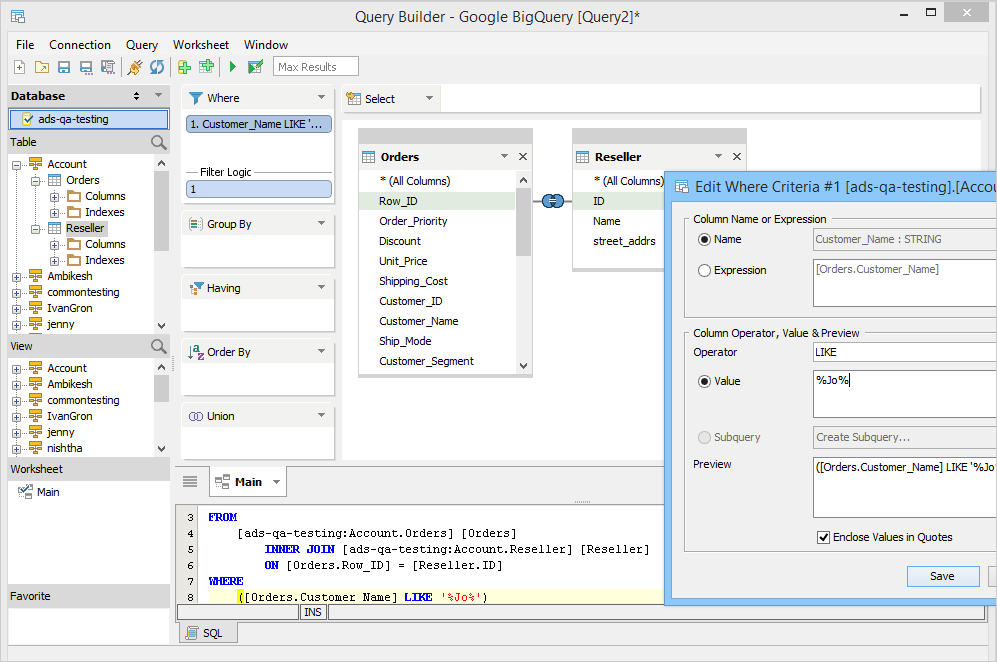 Query Builder - Google BigQuery [Query2]*
File Connection Query Worksheet Window
Max Results
Database
ads-qa-testing
Table
Account
Orders
Columns
Indexes
Reseller
Columns
Indexes
Ambikesh
commontesting
IvanGron
jenny
View
Account
Ambikesh
commontesting
IvanGron
jenny
nishtha
Worksheet
Main
Favorite
Where
1. Customer_Name LIKE '...
Filter Logic
1
Group By
Having
Order By
Union
Select
Orders
* (All Columns)
Row_ID
Order_Priority
Discount
Unit_Price
Shipping_Cost
Customer_ID
Customer_Name
Ship_Mode
Customer_Segment
Reseller
* (All Columns)
ID
Name
street_addrs
Main
3 FROM
4 [ads-qa-testing:Account.Orders] [Orders]
5 INNER JOIN [ads-qa-testing:Account.Reseller] [Reseller]
6 ON [Orders.Row_ID] = [Reseller.ID]
7 WHERE
8 ([Orders.Customer_Name] LIKE '%Jo%')
INS
SQL
Edit Where Criteria #1 [ads-qa-testing].[Accou
Column Name or Expression
Name
Customer_Name : STRING
Expression
[Orders.Customer_Name]
Column Operator, Value & Preview
Operator
LIKE
Value
%Jo%
Subquery
Create Subquery...
Preview
([Orders.Customer_Name] LIKE '%Jo%
Enclose Values in Quotes
Save